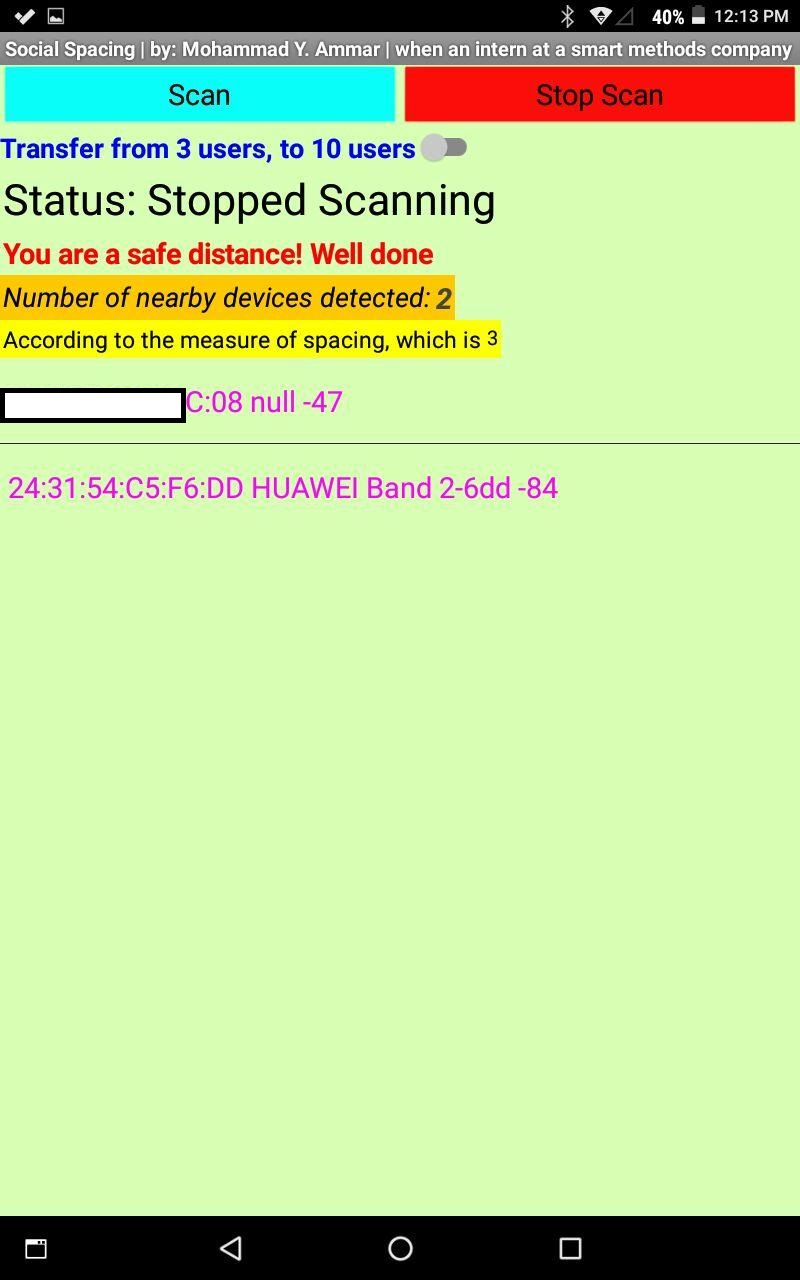 40% 12:13 PM
Social Spacing | by: Mohammad Y. Ammar | when an intern at a smart methods company
Scan Stop Scan
Transfer from 3 users, to 10 users
Status: Stopped Scanning
You are a safe distance! Well done
Number of nearby devices detected: 2
According to the measure of spacing, which is 3
C:08 null -47
24:31:54:C5:F6:DD HUAWEI Band 2-6dd -84